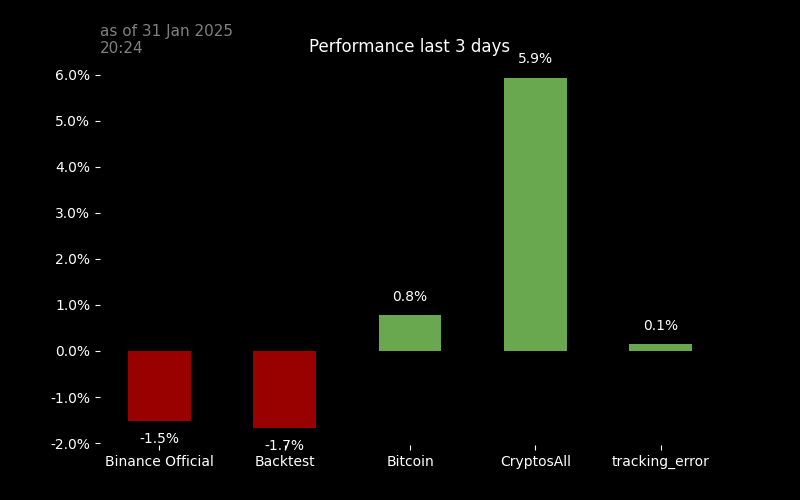 as of 31 Jan 2025
20:24
Performance last 3 days
5.9%
6.0%
5.0%
4.0%
3.0%
2.0%
1.0%
0.8%
0.1%
0.0%
-1.0%
-2.0%
-1.5%
-1.7%
Binance Official
Backtest
Bitcoin
CryptosAll
tracking_error